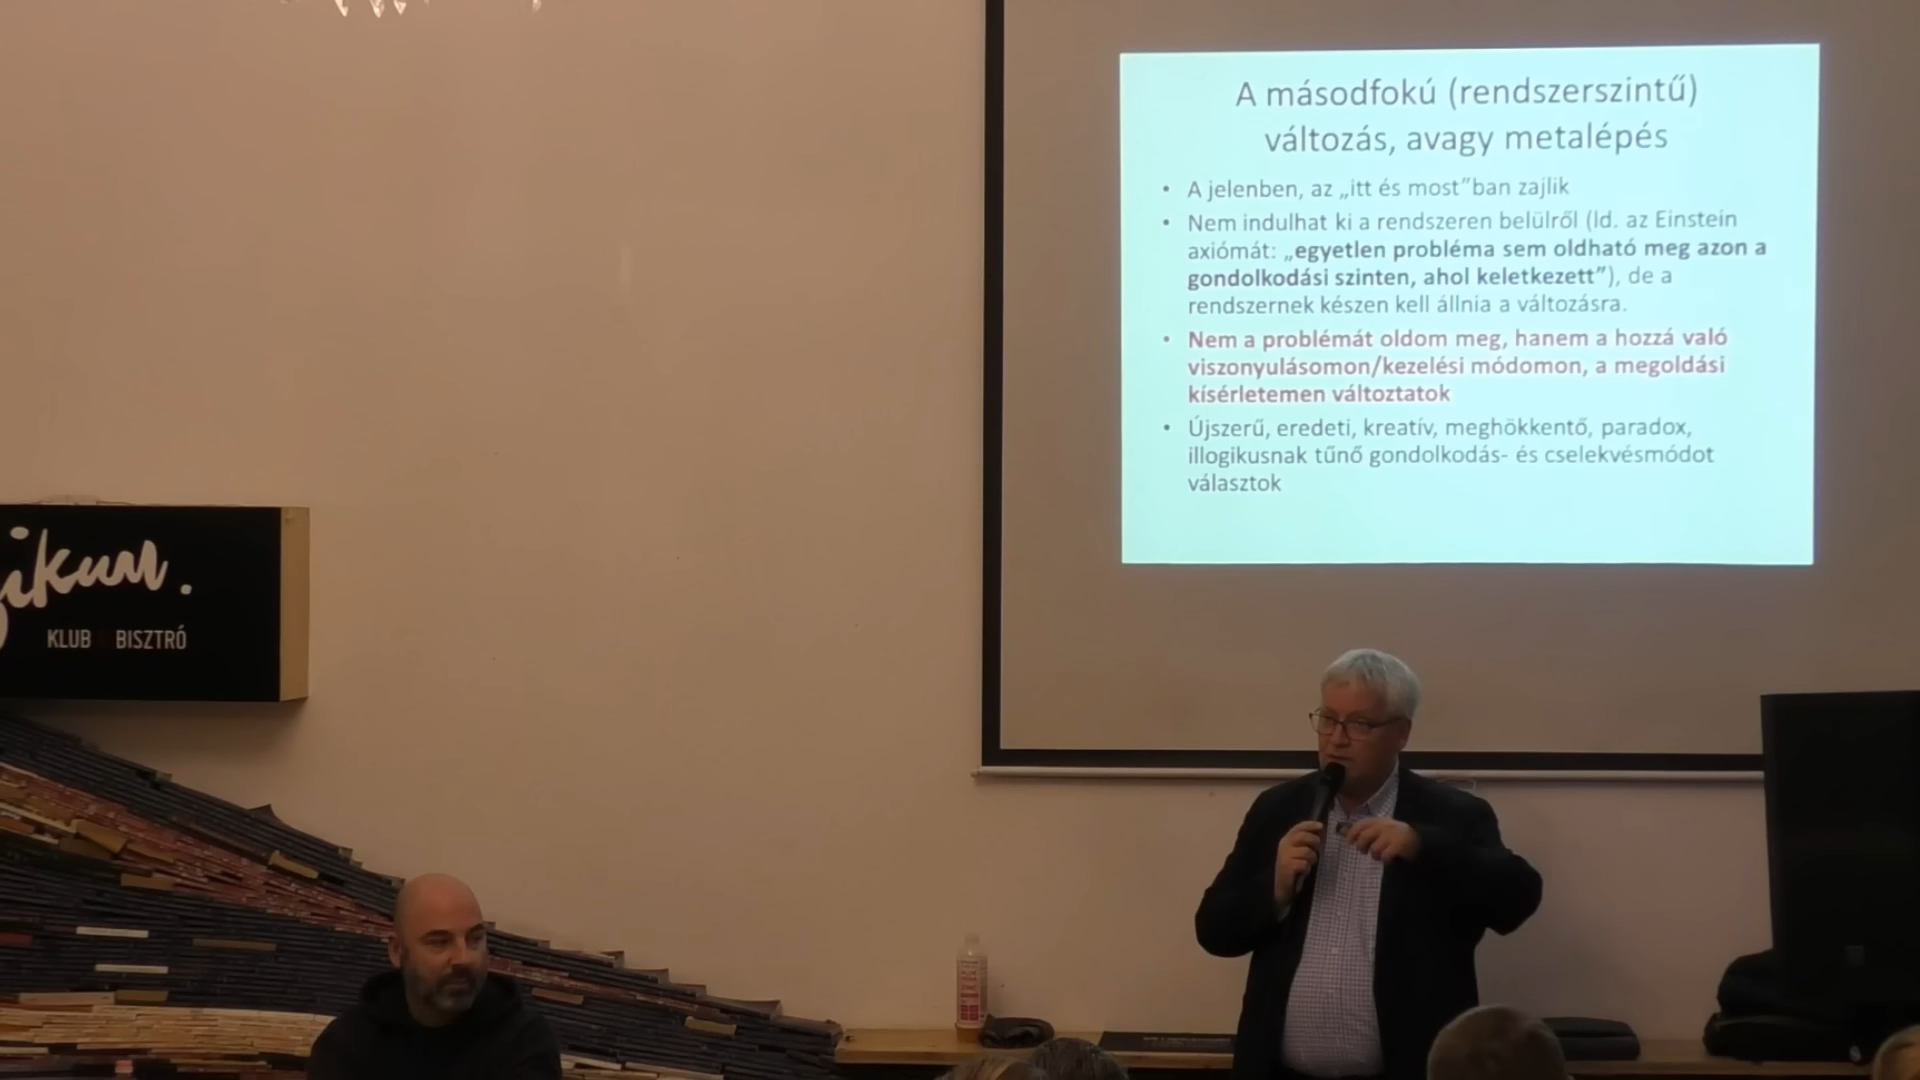 A másodfokú (rendszerszintű)
változás, avagy metalépés
• A jelenben, az „itt és most”ban zajlik
• Nem indulhat ki a rendszeren belülről (ld. az Einstein
axiómát: „egyetlen probléma sem oldható meg azon a
gondolkodási szinten, ahol keletkezett”), de a
rendszernek készen kell állnia a változásra.
• Nem a problémát oldom meg, hanem a hozzá való
viszonyulásomon/kezelési módomon, a megoldási
kísérletemen változtatok
• Újszerű, eredeti, kreatív, meghökkentő, paradox,
illogikusnak tűnő gondolkodás- és cselekvésmódot
választok
ikum.
KLUB BISZTRÓ